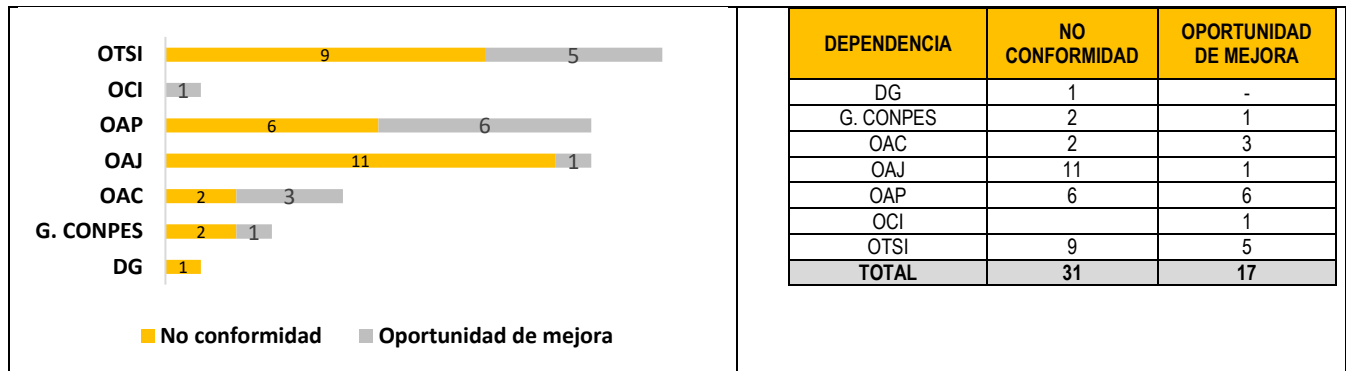 OTSI 9 5
OCI 1
OAP 6 6
OAJ 11 1
OAC 2 3
G. CONPES 2 1
DG 1
No conformidad Oportunidad de mejora
DEPENDENCIA NO CONFORMIDAD OPORTUNIDAD DE MEJORA
DG 1 -
G. CONPES 2 1
OAC 2 3
OAJ 11 1
OAP 6 6
OCI 1
OTSI 9 5
TOTAL 31 17